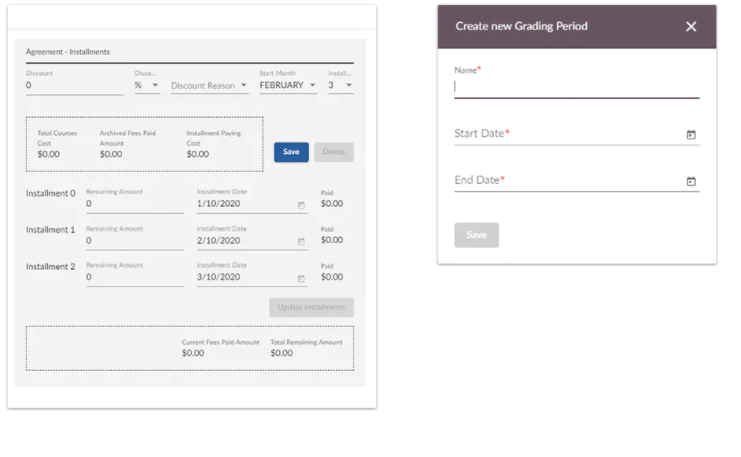 Agreement - Installments
Discount
Disco...
Start Month
Install...
0
%
Discount Reason
FEBRUARY
3
Total Courses
Cost
$0.00
Archived Fees Paid
Amount
$0.00
Installment Paying
Cost
$0.00
Save
Delete
Installment 0
Remaining Amount
0
Installment Date
1/10/2020
Paid
$0.00
Installment 1
Remaining Amount
0
Installment Date
2/10/2020
Paid
$0.00
Installment 2
Remaining Amount
0
Installment Date
3/10/2020
Paid
$0.00
Update Installments
Current Fees Paid Amount
$0.00
Total Remaining Amount
$0.00
Create new Grading Period
Name*
Start Date*
End Date*
Save